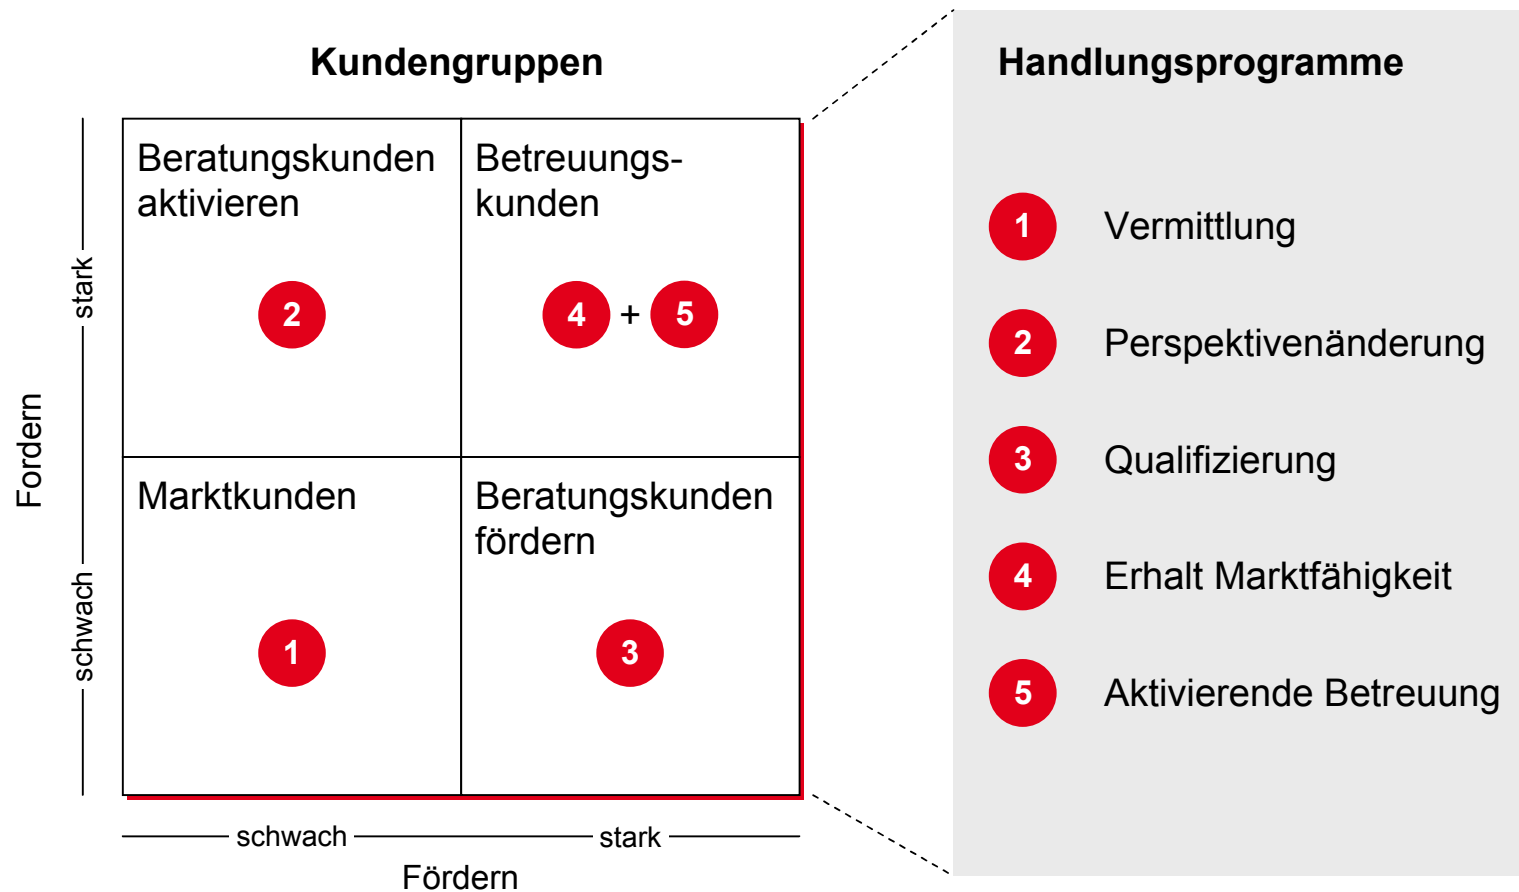 Kundengruppen
Handlungsprogramme
Beratungskunden
aktivieren
2
Betreuungs-
kunden
4 + 5
Marktkunden
1
Beratungskunden
fördern
3
Fordern
stark
schwach
schwach
stark
Fördern
1 Vermittlung
2 Perspektivenänderung
3 Qualifizierung
4 Erhalt Marktfähigkeit
5 Aktivierende Betreuung